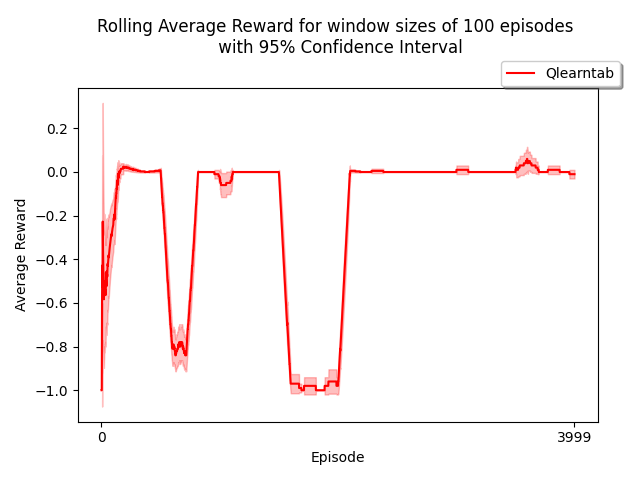 Rolling Average Reward for window sizes of 100 episodes
with 95% Confidence Interval
Qlearntab
0.2
0.0
−0.2
−0.4
−0.6
−0.8
−1.0
Average Reward
0 3999
Episode